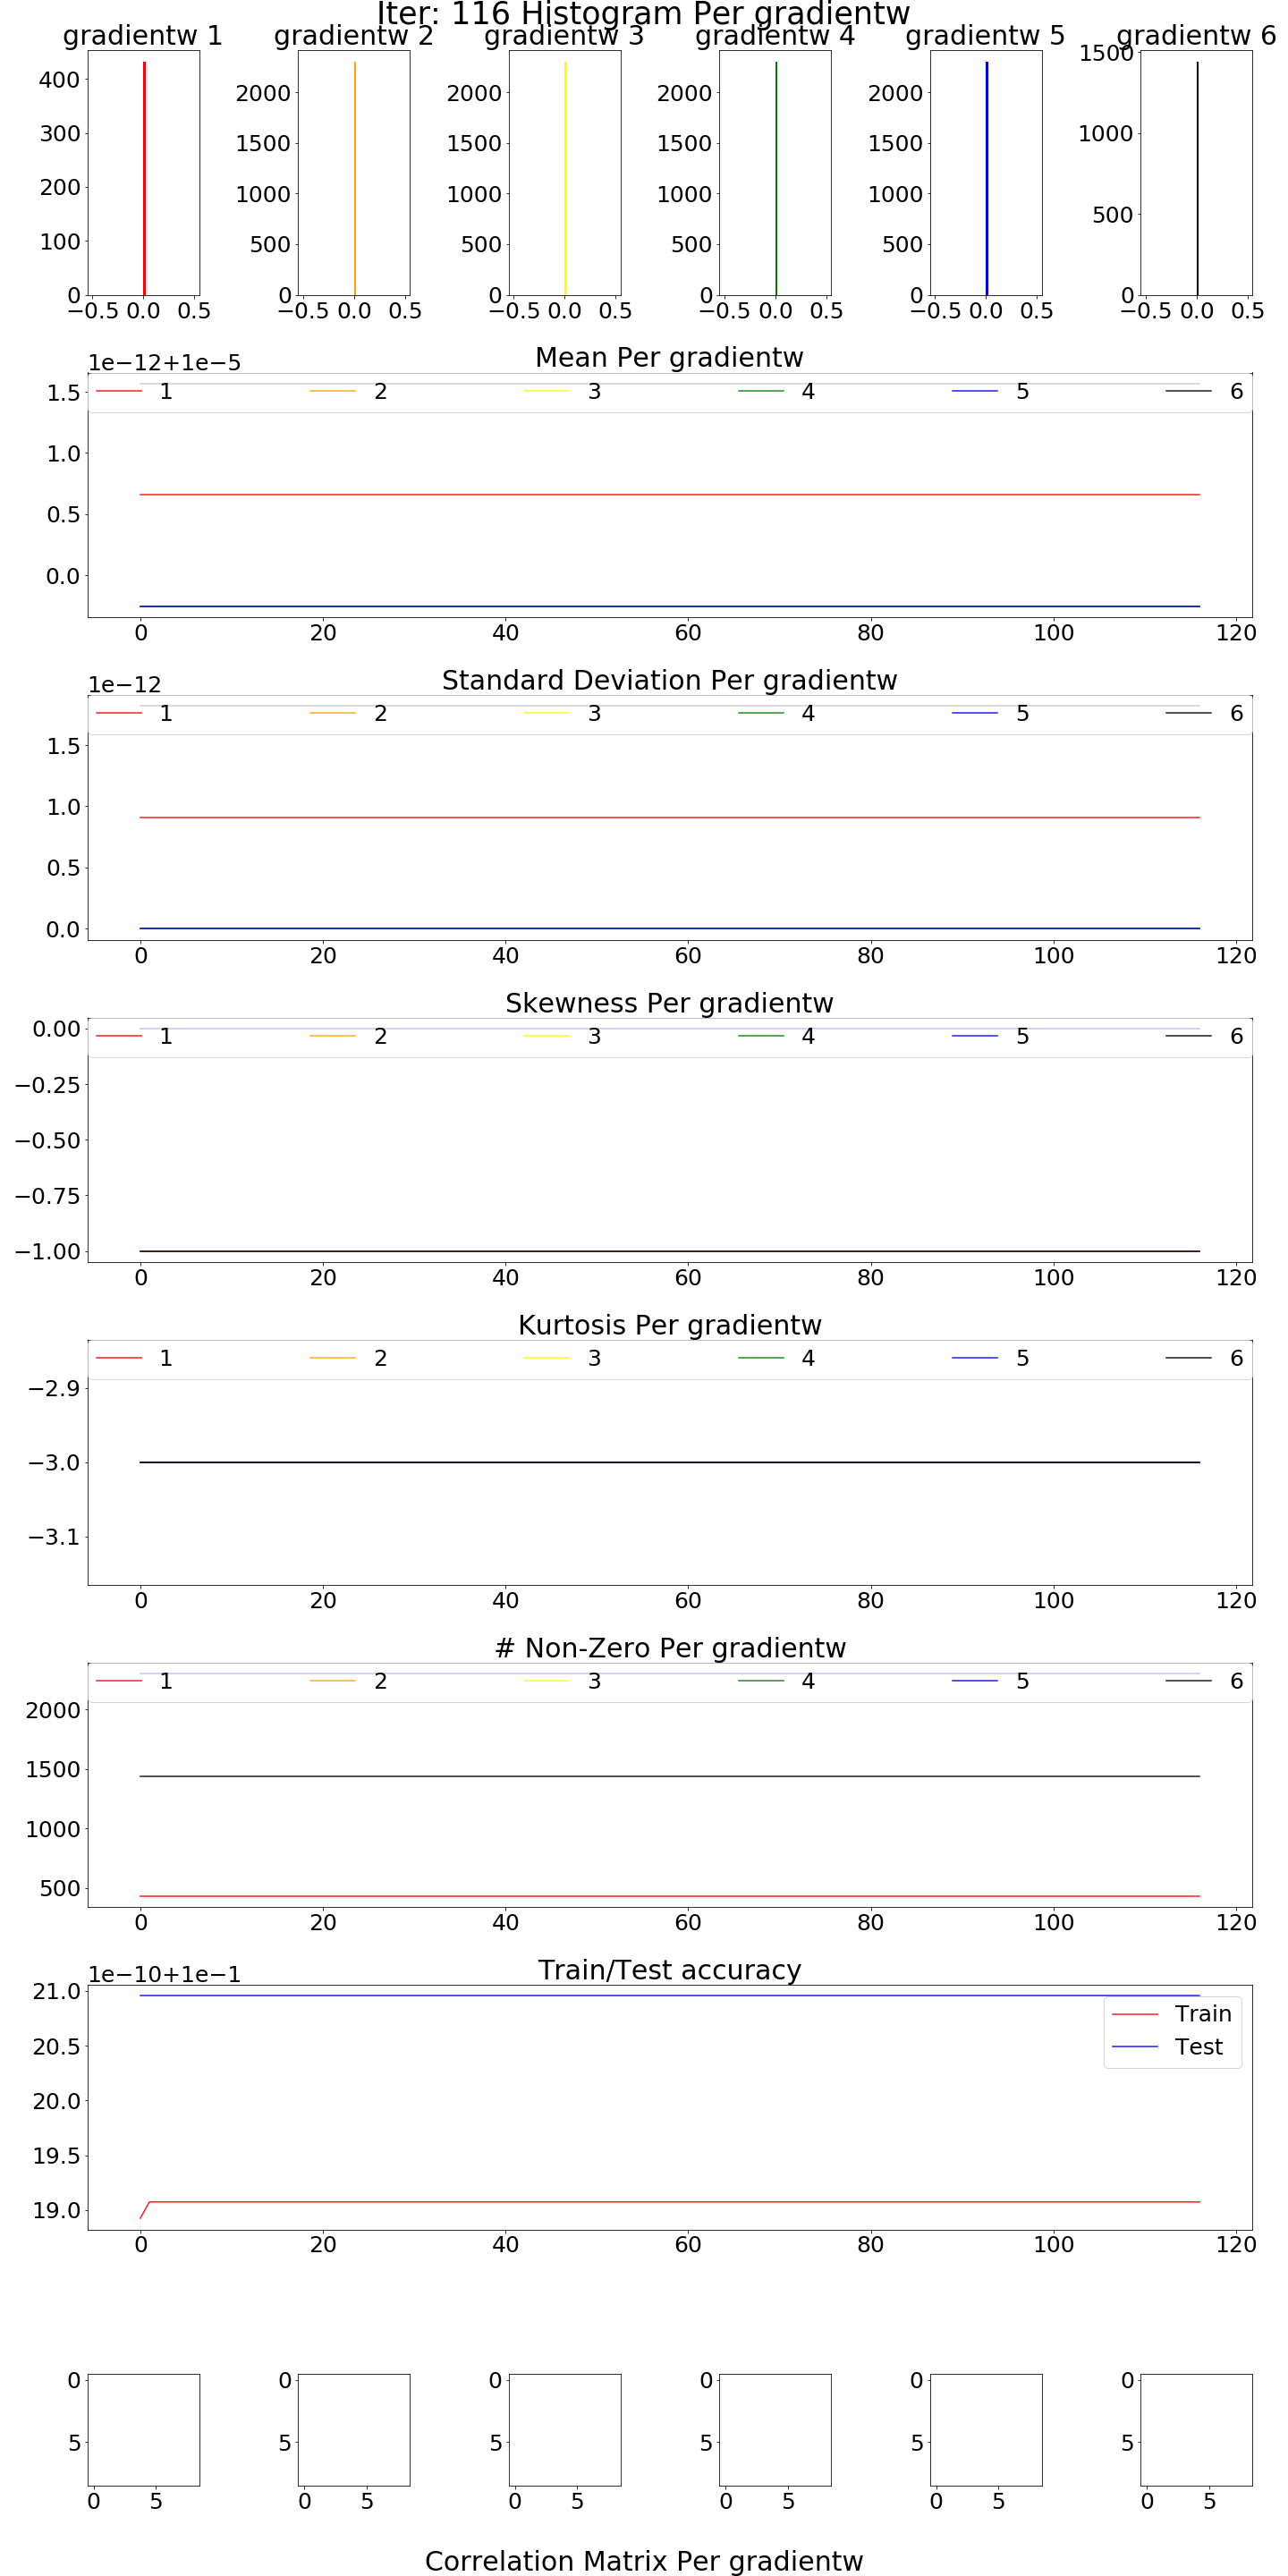 Iter: 116 Histogram Per gradientw
gradientw 1 gradientw 2 gradientw 3 gradientw 4 gradientw 5 gradientw 6
400 300 200 100 0
2000 1500 1000 500 0
2000 1500 1000 500 0
2000 1500 1000 500 0
2000 1500 1000 500 0
1500 1000 500 0
−0.5 0.0 0.5 −0.5 0.0 0.5 −0.5 0.0 0.5 −0.5 0.0 0.5 −0.5 0.0 0.5 −0.5 0.0 0.5
Mean Per gradientw
1e−12+1e−5
1 2 3 4 5 6
1.5
1.0
0.5
0.0
0 20 40 60 80 100 120
Standard Deviation Per gradientw
1e−12
1 2 3 4 5 6
1.5
1.0
0.5
0.0
0 20 40 60 80 100 120
Skewness Per gradientw
1 2 3 4 5 6
0.00
−0.25
−0.50
−0.75
−1.00
0 20 40 60 80 100 120
Kurtosis Per gradientw
1 2 3 4 5 6
−2.9
−3.0
−3.1
0 20 40 60 80 100 120
# Non-Zero Per gradientw
1 2 3 4 5 6
2000
1500
1000
500
0 20 40 60 80 100 120
Train/Test accuracy
1e−10+1e−1
21.0
20.5
20.0
19.5
19.0
Train
Test
0 20 40 60 80 100 120
0 0 0 0 0 0
5 5 5 5 5 5
0 5 0 5 0 5 0 5 0 5 0 5
Correlation Matrix Per gradientw